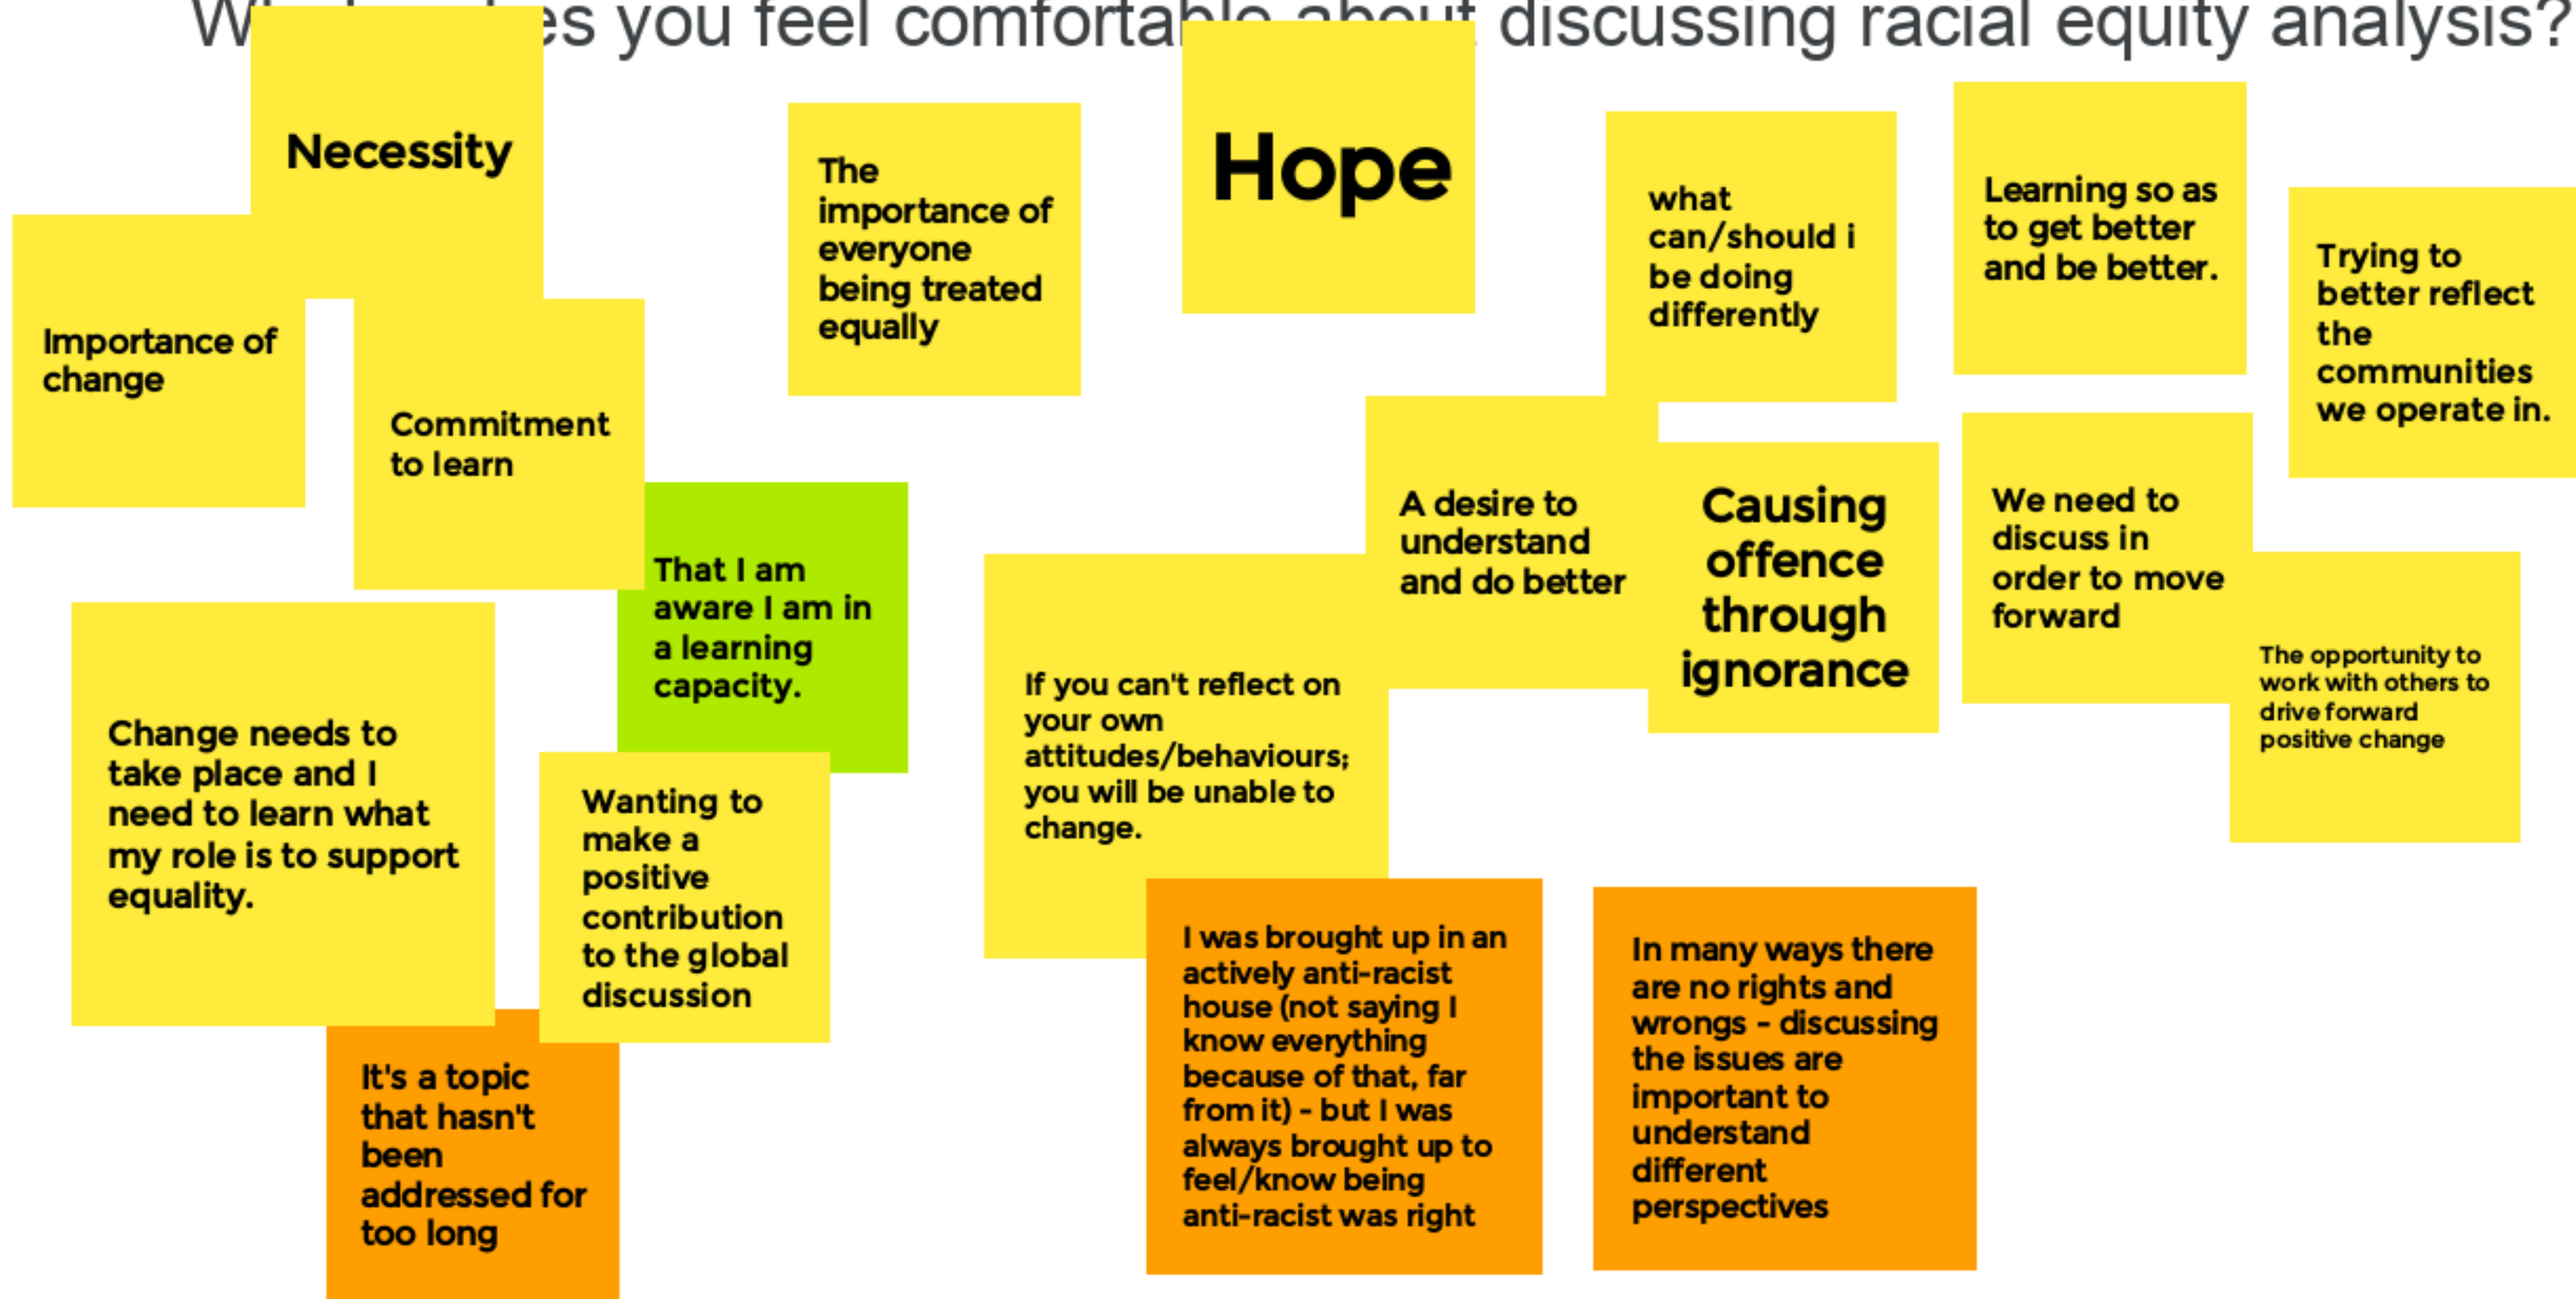 es you feel comforta
discussing racial equity analysis?
Necessity
Importance of
change
Commitment
to learn
The
importance of
everyone
being treated
equally
Hope
what
can/should i
be doing
differently
Learning so as
to get better
and be better.
Trying to
better reflect
the
communities
we operate in.
That I am
aware I am in
a learning
capacity.
A desire to
understand
and do better
Causing
offence
through
ignorance
We need to
discuss in
order to move
forward
The opportunity to
work with others to
drive forward
positive change
Change needs to
take place and I
need to learn what
my role is to support
equality.
Wanting to
make a
positive
contribution
to the global
discussion
If you can't reflect on
your own
attitudes/behaviours;
you will be unable to
change.
It's a topic
that hasn't
been
addressed for
too long
I was brought up in an
actively anti-racist
house (not saying I
know everything
because of that, far
from it) - but I was
always brought up to
feel/know being
anti-racist was right
In many ways there
are no rights and
wrongs - discussing
the issues are
important to
understand
different
perspectives